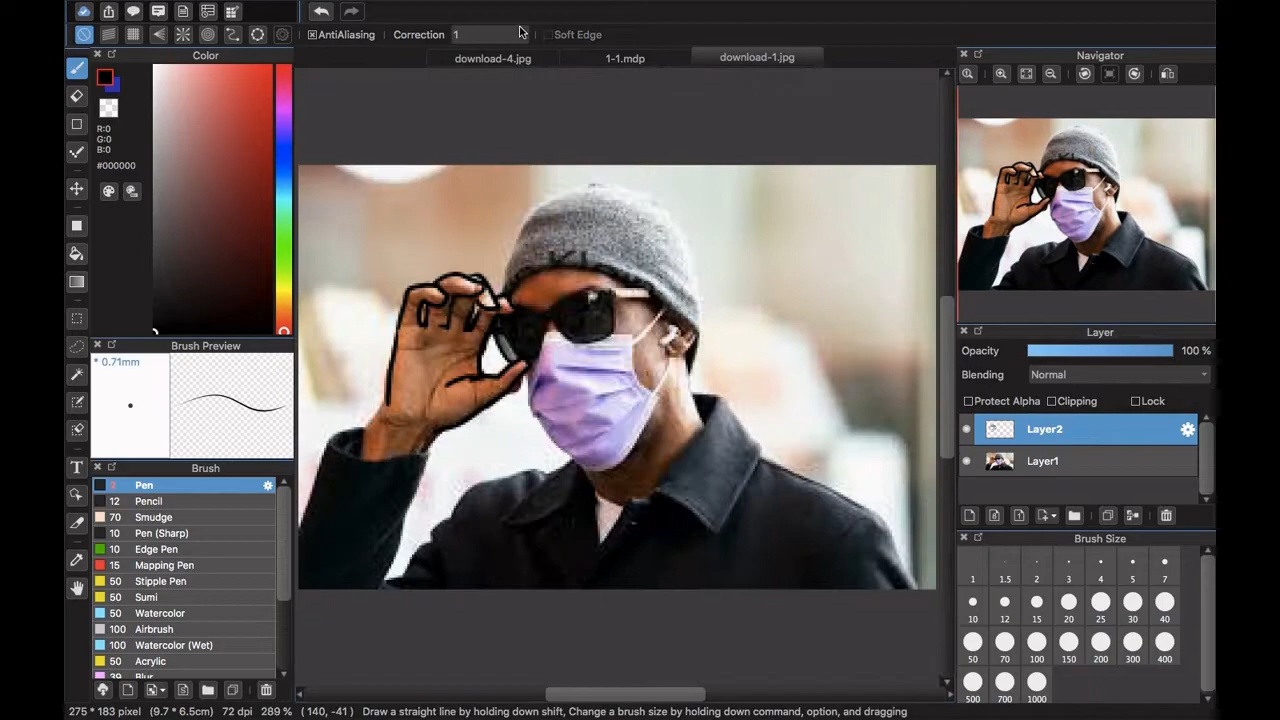 AntiAliasing Correction 1 Soft Edge
Color
download-4.jpg 1-1.mdp download-1.jpg
Navigator
R:0
G:0
B:0
#000000
Brush Preview
* 0.71mm
Layer
Opacity 100 %
Blending Normal
Protect Alpha Clipping Lock
Layer2
Layer1
Brush
Pen
12 Pencil
70 Smudge
10 Pen (Sharp)
10 Edge Pen
15 Mapping Pen
50 Stipple Pen
50 Sumi
50 Watercolor
100 Airbrush
100 Watercolor (Wet)
50 Acrylic
39 Blur
Brush Size
1 1.5 2 3 4 5 7
10 12 15 20 25 30 40
50 70 100 150 200 300 400
500 700 1000
275 * 183 pixel (9.7 * 6.5cm) 72 dpi 289 % ( 140, -41 ) Draw a straight line by holding down shift, Change a brush size by holding down command, option, and dragging